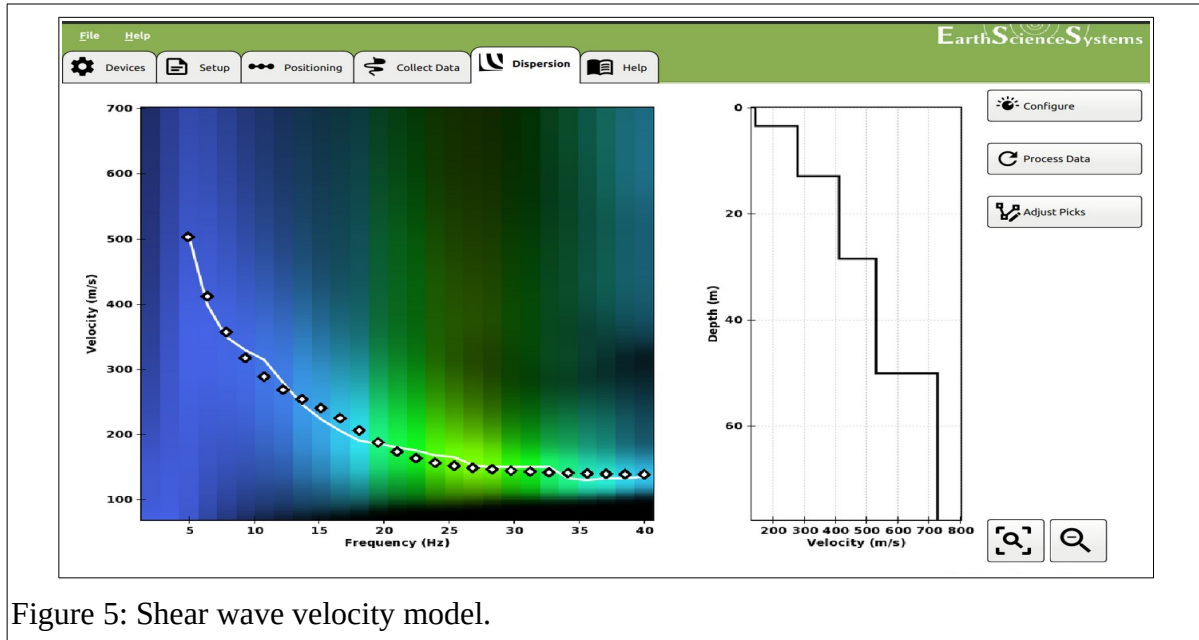 File Help
EarthScienceSystems
Devices Setup Positioning Collect Data Dispersion Help
700
600
500
400
300
200
100
Velocity (m/s)
5 10 15 20 25 30 35 40
Frequency (Hz)
0
20
40
60
Depth (m)
200 300 400 500 600 700 800
Velocity (m/s)
Configure
Process Data
Adjust Picks
Figure 5: Shear wave velocity model.